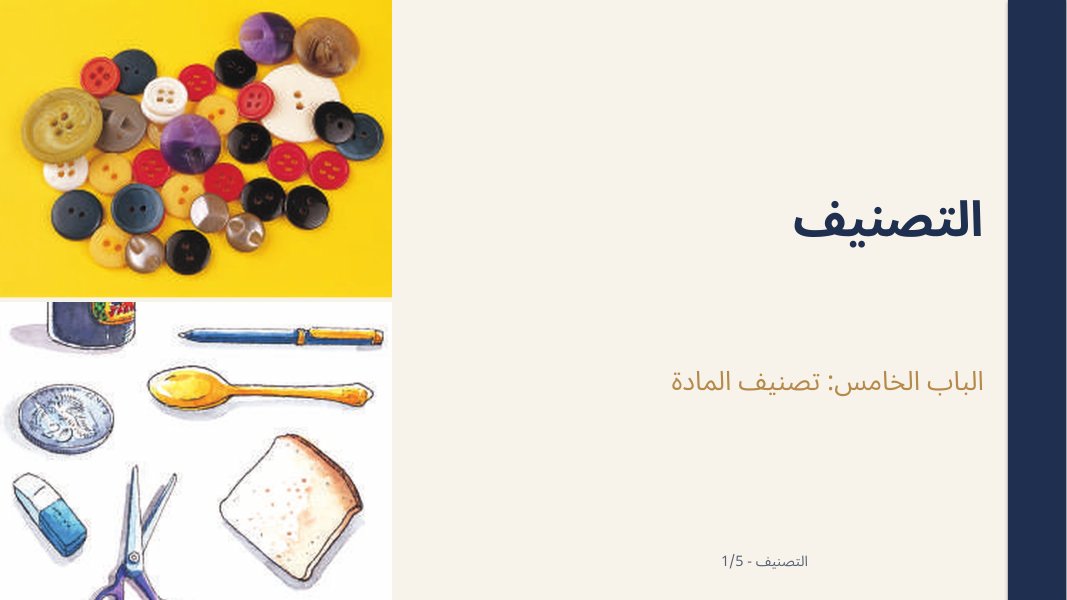 التصنيف
الباب الخامس: تصنيف المادة
التصنيف - 1/5